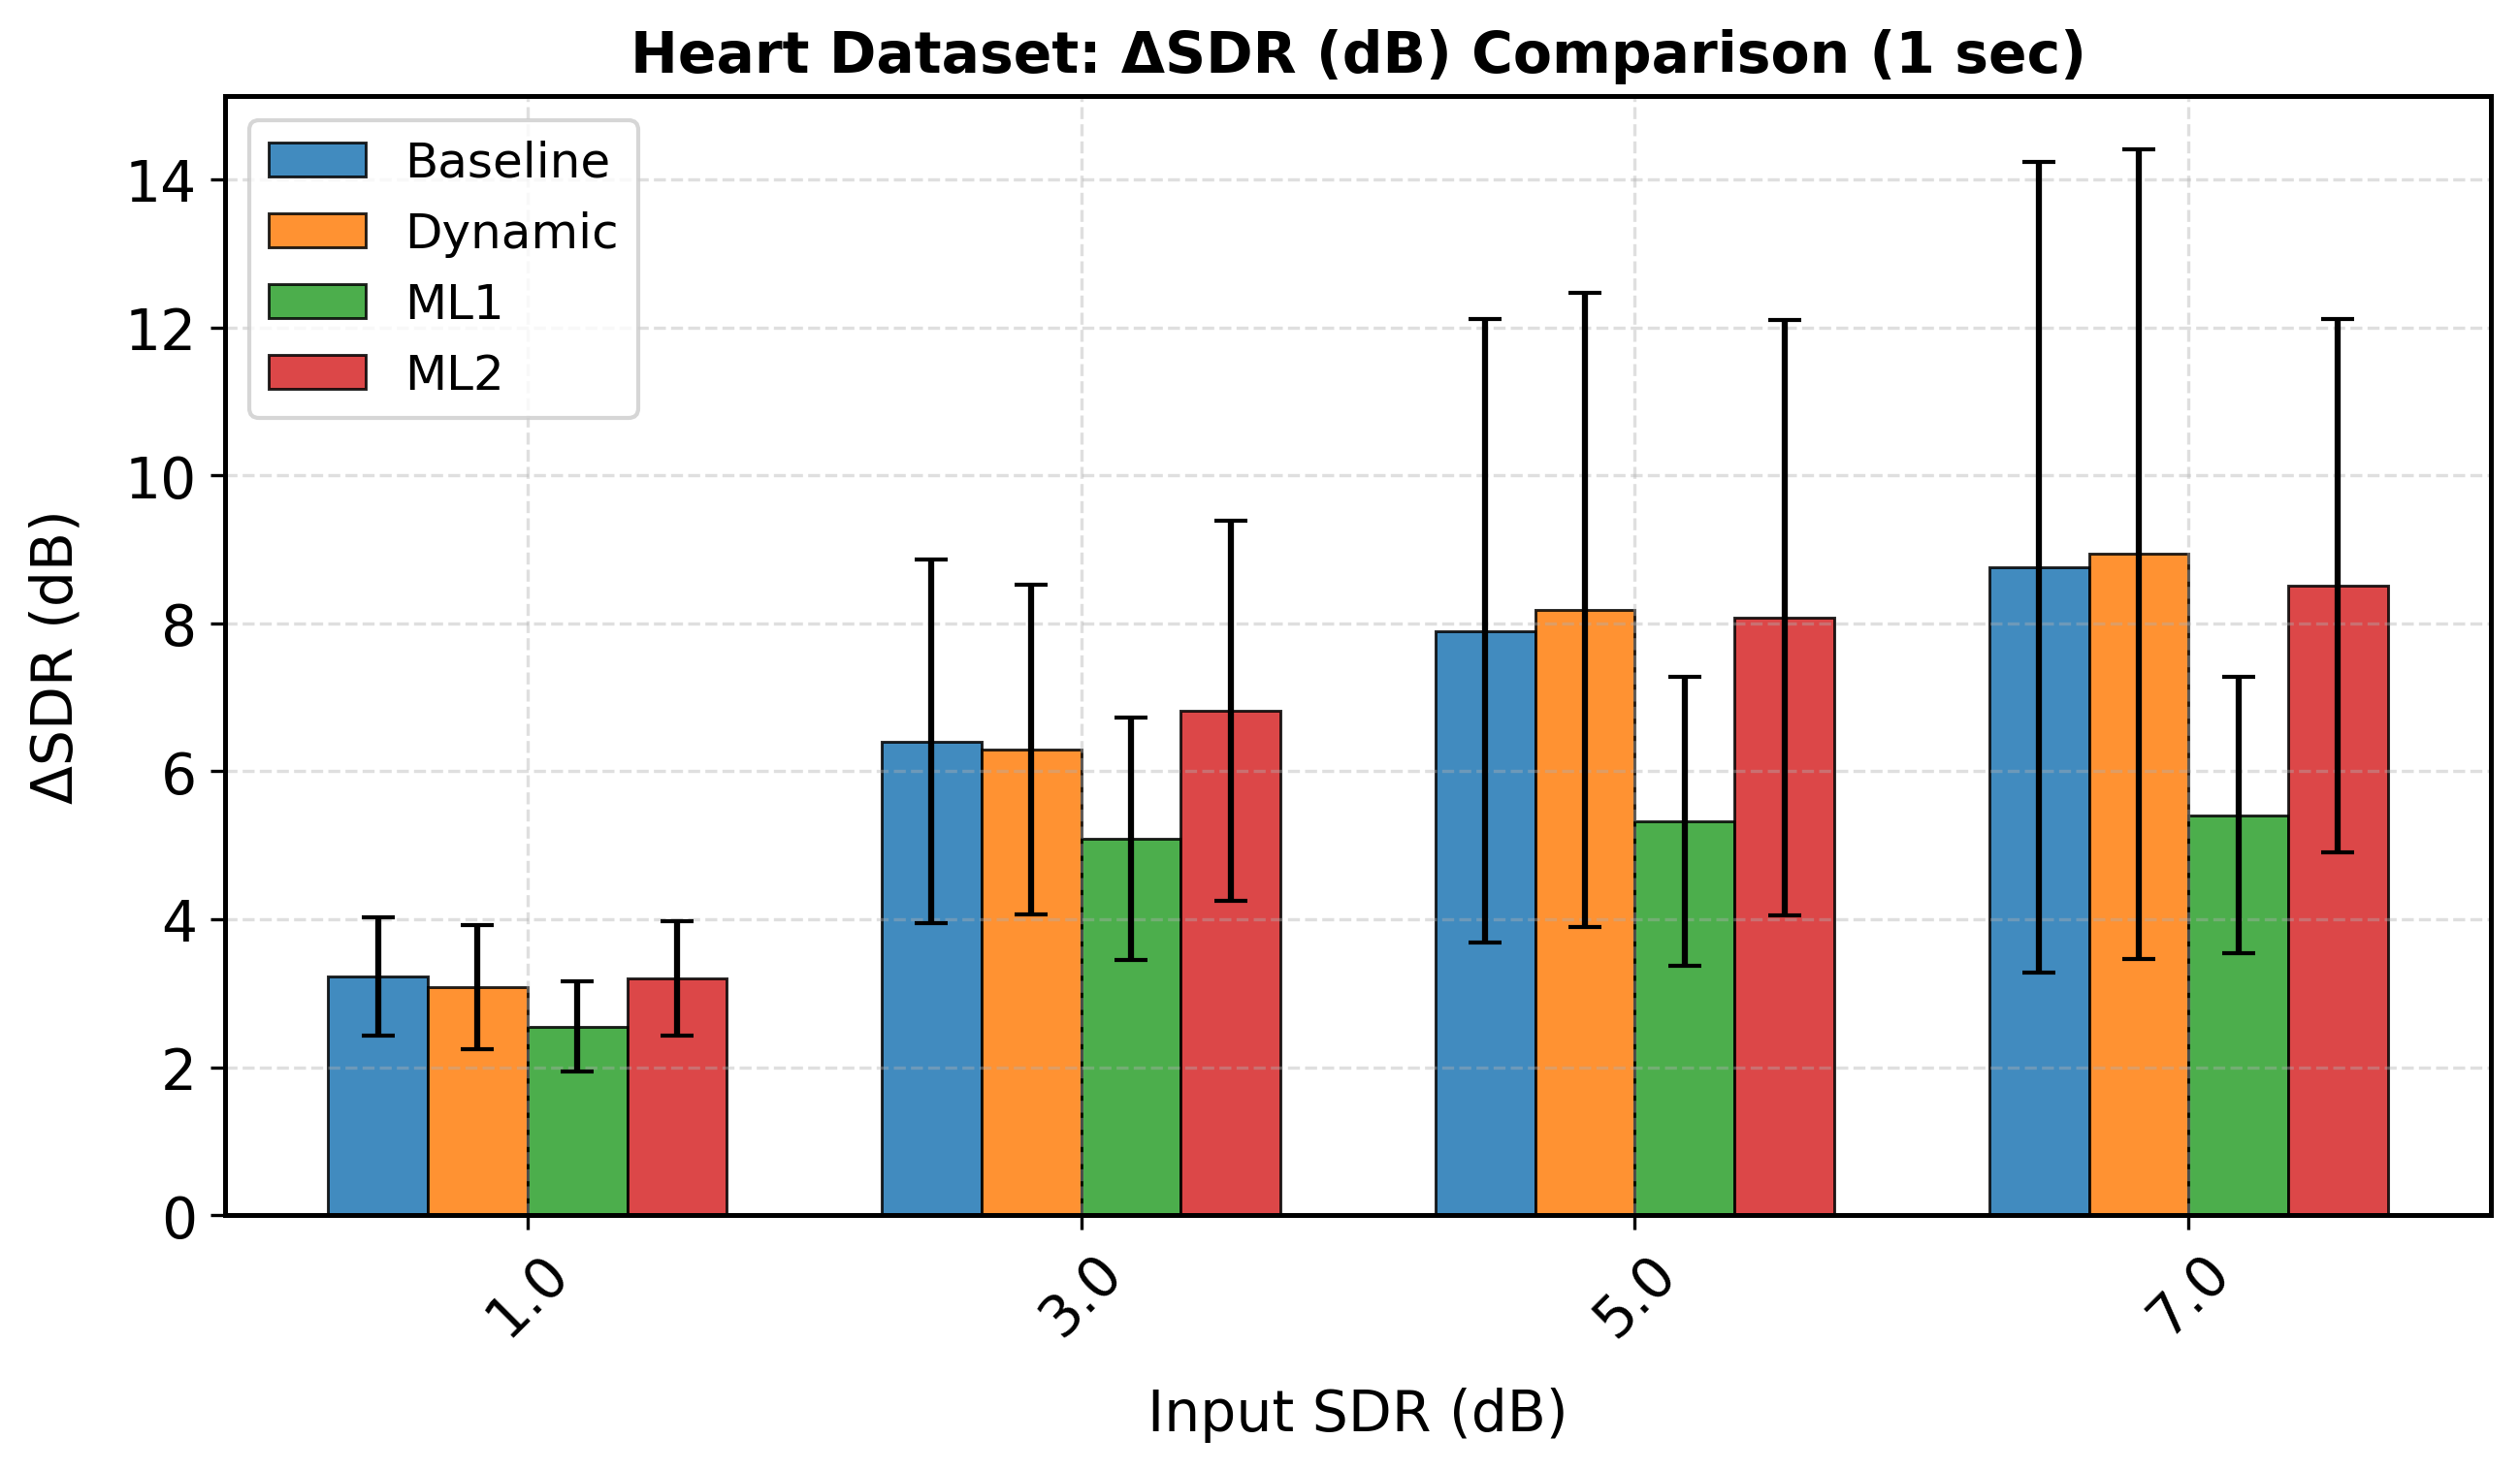 Heart Dataset: ΔSDR (dB) Comparison (1 sec)
Baseline
Dynamic
ML1
ML2
ΔSDR (dB)
14
12
10
8
6
4
2
0
1.0
3.0
5.0
7.0
Input SDR (dB)